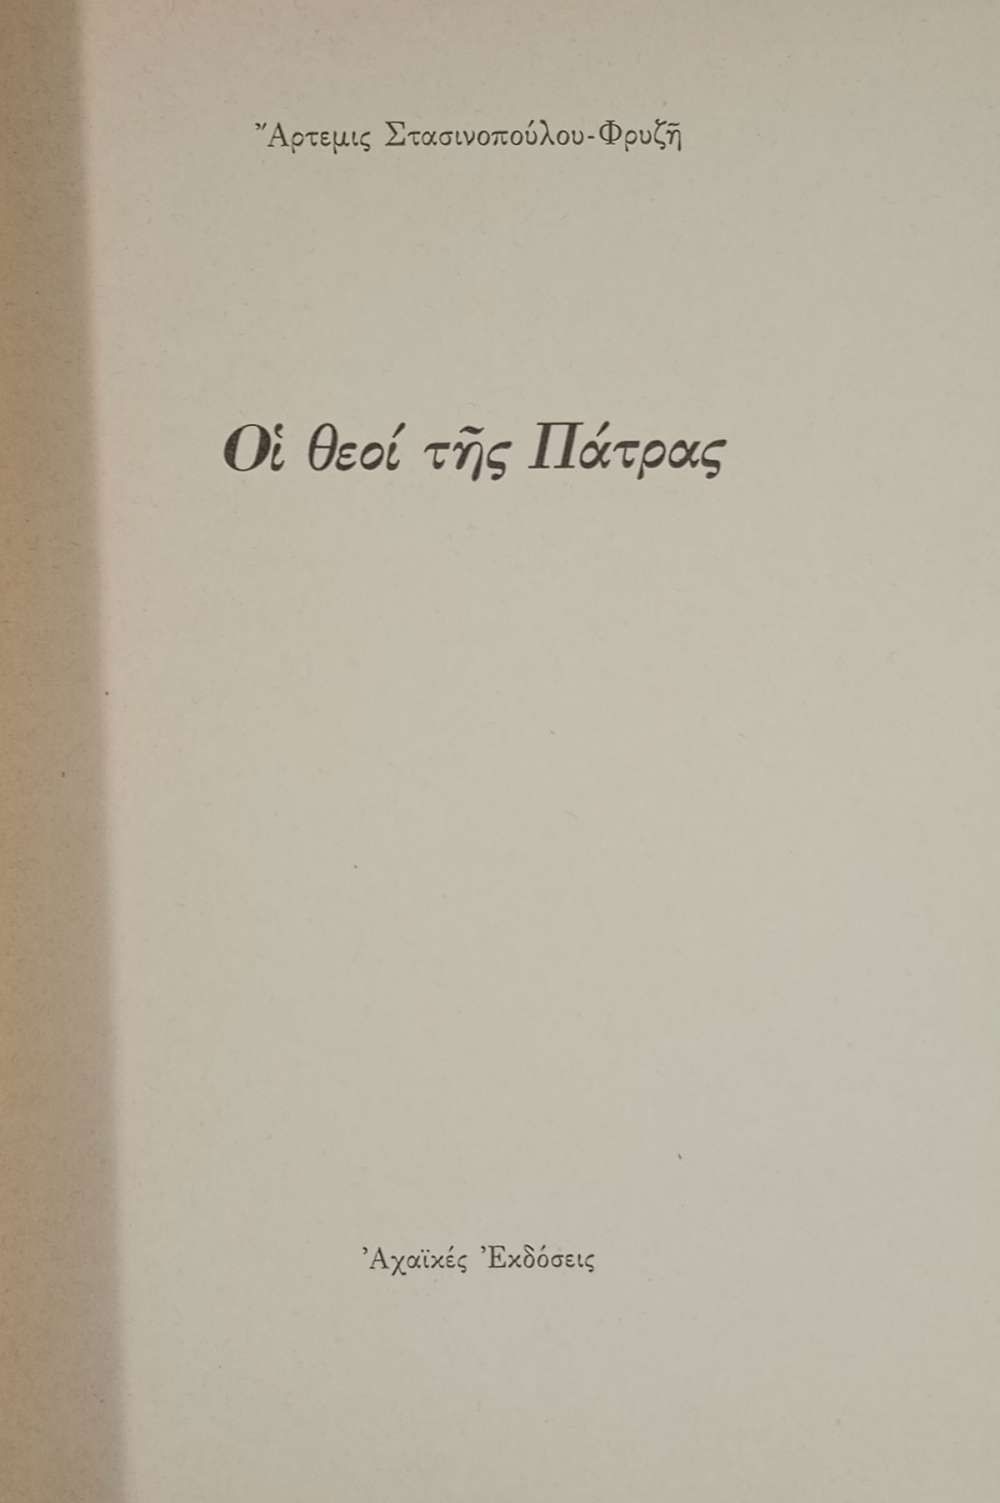 Ἄρτεμις Στασινοπούλου-Φρυζῆ
Οἱ θεοί τῆς Πάτρας
Ἀχαϊκές Ἐκδόσεις